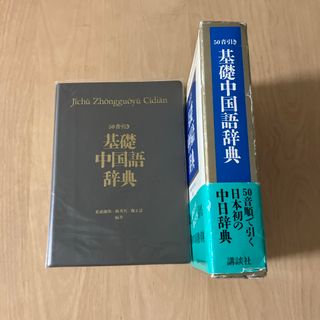 Jīchǔ Zhōngguóyǔ Cídiǎn
50音引き
基礎
中国語
辞典
編著
50音引き
基礎中国語辞典
50音順で引く
日本初の
中日辞典
講談社